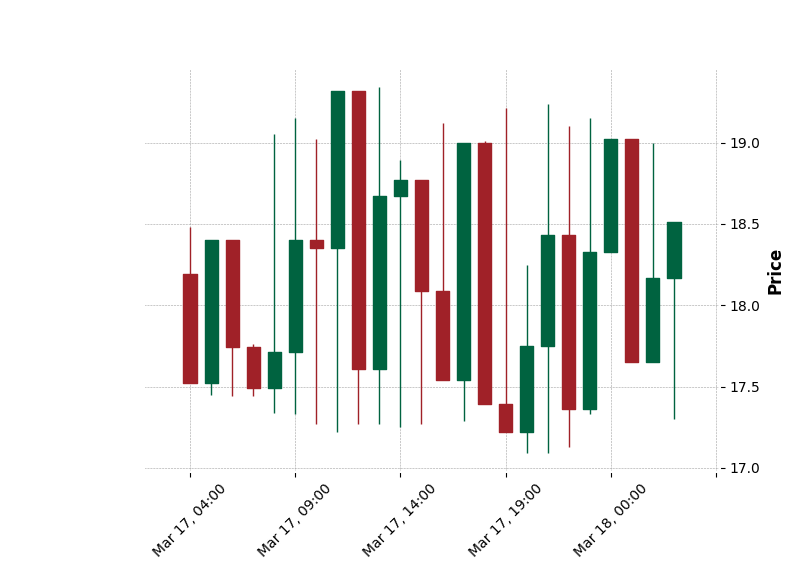 19.0
18.5
18.0
17.5
17.0
Price
Mar 17, 04:00
Mar 17, 09:00
Mar 17, 14:00
Mar 17, 19:00
Mar 18, 00:00